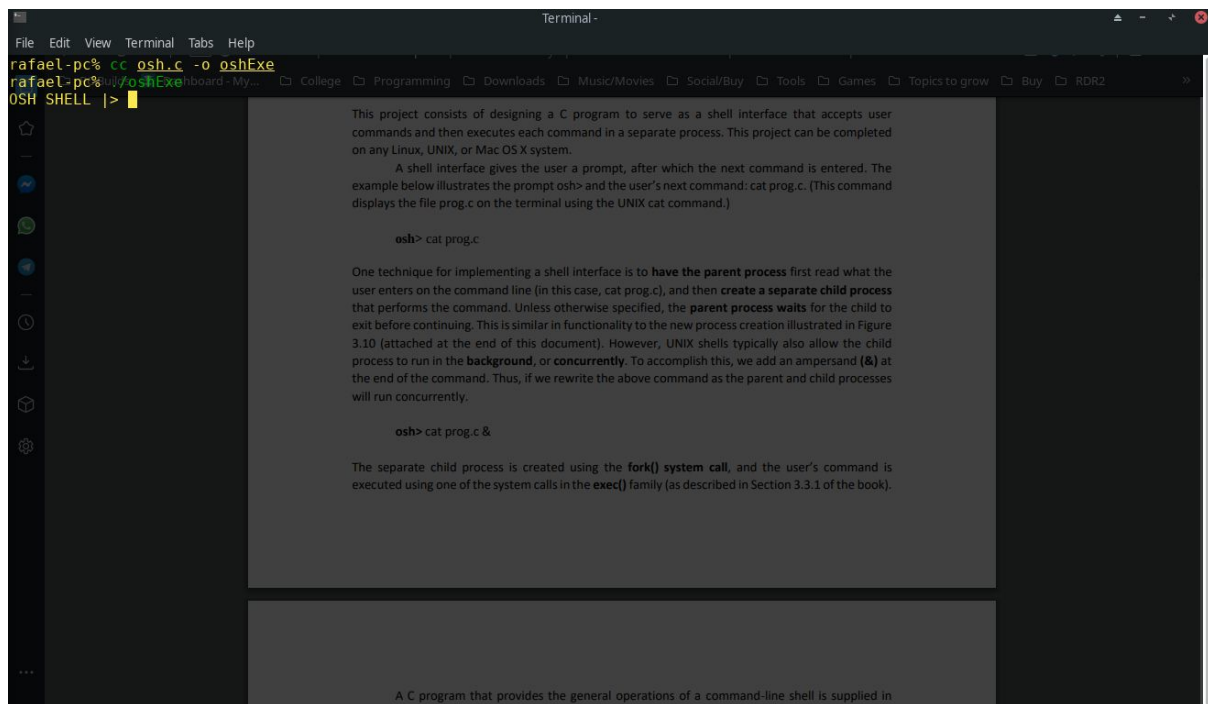 Terminal -
File Edit View Terminal Tabs Help
rafael-pc% cc osh.c -o oshExe
rafael-pc% ./oshExe
OSH SHELL |>
College Programming Downloads Music/Movies Social/Buy Tools Games Topics to grow Buy RDR2 »
This project consists of designing a C program to serve as a shell interface that accepts user
commands and then executes each command in a separate process. This project can be completed
on any Linux, UNIX, or Mac OS X system.
A shell interface gives the user a prompt, after which the next command is entered. The
example below illustrates the prompt osh> and the user's next command: cat prog.c. (This command
displays the file prog.c on the terminal using the UNIX cat command.)
osh> cat prog.c
One technique for implementing a shell interface is to have the parent process first read what the
user enters on the command line (in this case, cat prog.c), and then create a separate child process
that performs the command. Unless otherwise specified, the parent process waits for the child to
exit before continuing. This is similar in functionality to the new process creation illustrated in Figure
3.10 (attached at the end of this document). However, UNIX shells typically also allow the child
process to run in the background, or concurrently. To accomplish this, we add an ampersand (&) at
the end of the command. Thus, if we rewrite the above command as the parent and child processes
will run concurrently.
osh> cat prog.c &
The separate child process is created using the fork() system call, and the user's command is
executed using one of the system calls in the exec() family (as described in Section 3.3.1 of the book).
A C program that provides the general operations of a command-line shell is supplied in